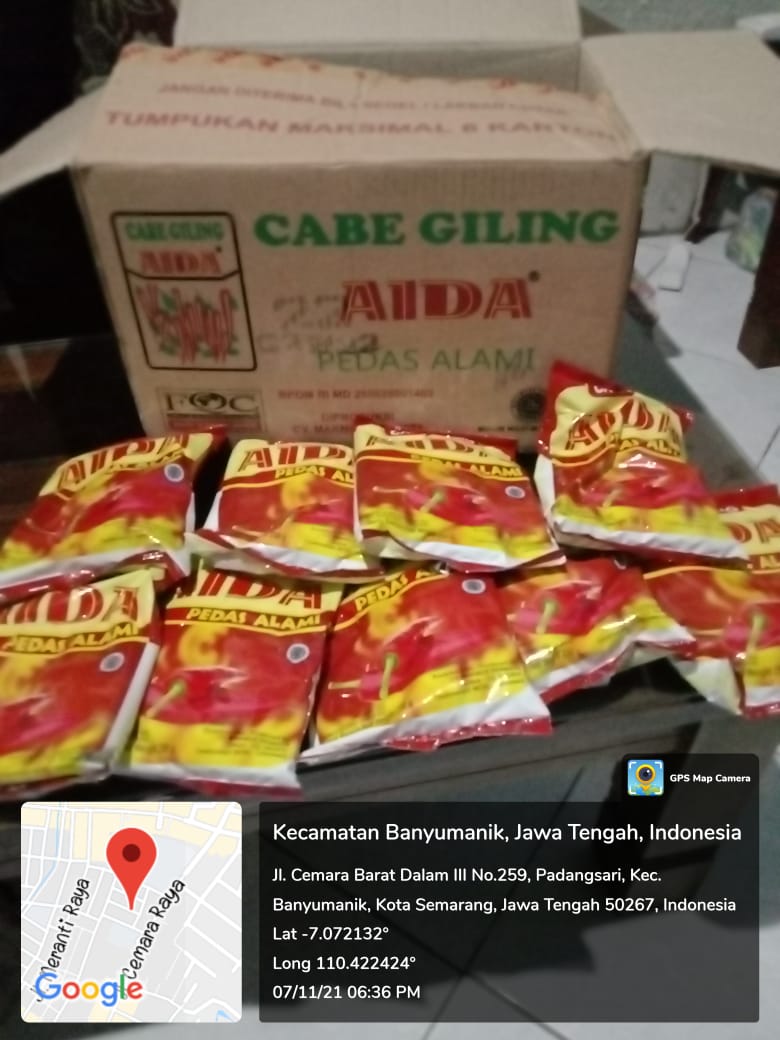 JANGAN DITERIMA BILA SEGEL
TUMPUKAN MAKSIMAL 6 KARTON
CABE GILING
AIDA
CABE GILING
AIDA
PEDAS ALAMI
FOC
BPOM RI MD
DIPRODUKSI
AIDA
PEDAS ALAMI
AIDA
PEDAS ALAMI
AIDA
PEDAS ALAMI
AIDA
AIDA
PEDAS ALAMI
AIDA
PEDAS ALAMI
GPS Map Camera
Kecamatan Banyumanik, Jawa Tengah, Indonesia
Jl. Cemara Barat Dalam III No.259, Padangsari, Kec.
Banyumanik, Kota Semarang, Jawa Tengah 50267, Indonesia
Lat -7.072132°
Long 110.422424°
07/11/21 06:36 PM
Meranti Raya
Cemara Raya
Google